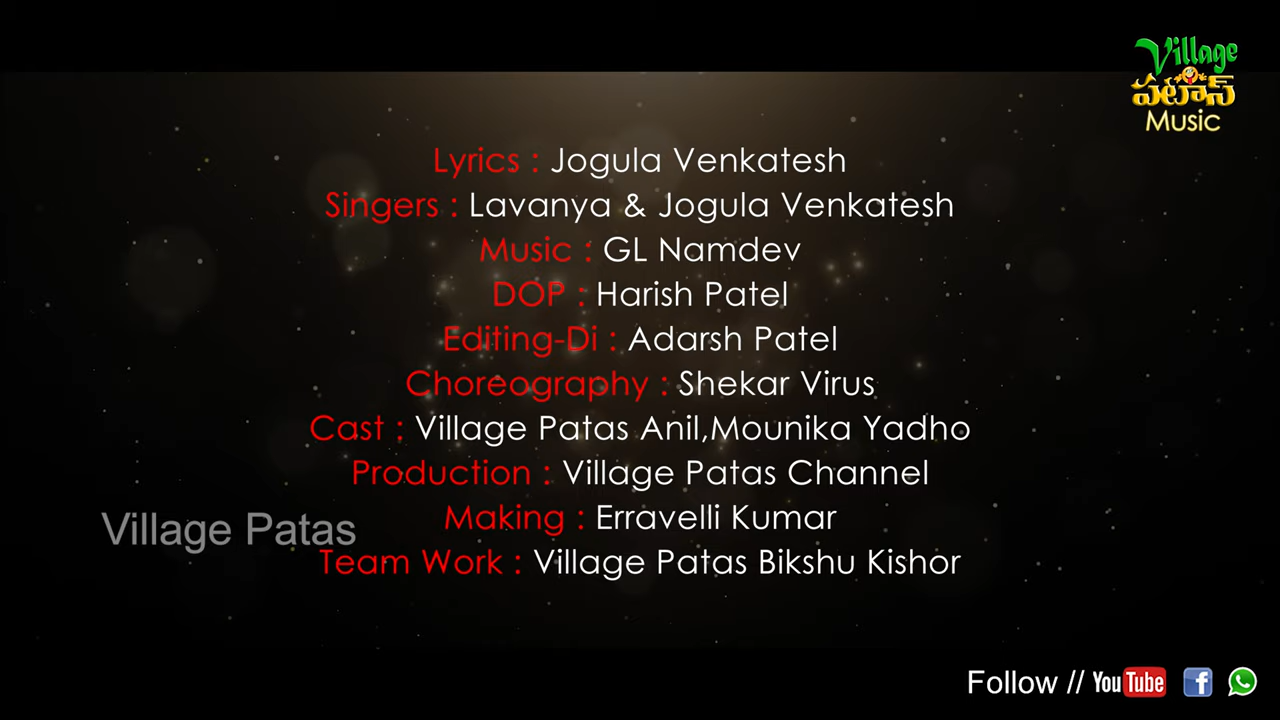 Village
పటాస్
Music
Lyrics : Jogula Venkatesh
Singers : Lavanya & Jogula Venkatesh
Music : GL Namdev
DOP : Harish Patel
Editing-Di : Adarsh Patel
Choreography : Shekar Virus
Cast : Village Patas Anil,Mounika Yadho
Production : Village Patas Channel
Making : Erravelli Kumar
Village Patas
Team Work : Village Patas Bikshu Kishor
Follow // YouTube f